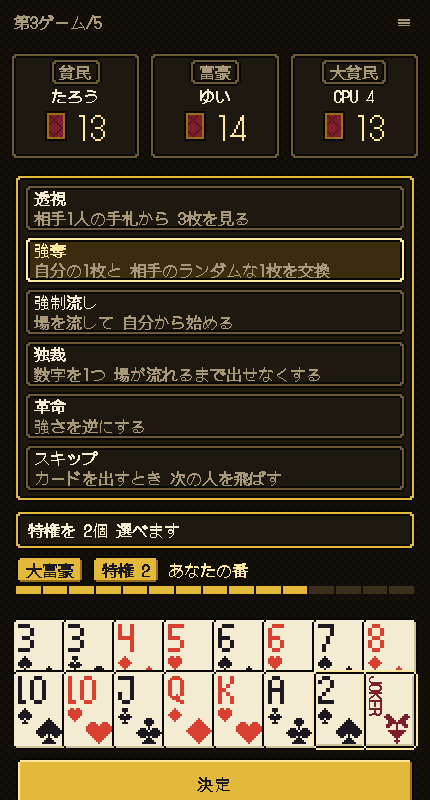 第3ゲーム/5
貧民
たろう
13
富豪
ゆい
14
大貧民
CPU 4
13
透視
相手1人の手札から 3枚を見る
強奪
自分の1枚と 相手のランダムな1枚を交換
強制流し
場を流して 自分から始める
独裁
数字を1つ 場が流れるまで出せなくする
革命
強さを逆にする
スキップ
カードを出すとき 次の人を飛ばす
特権を 2個 選べます
大富豪 特権 2 あなたの番
3 3 4 5 6 6 7 8
10 10 J Q K A 2 JOKER
決定